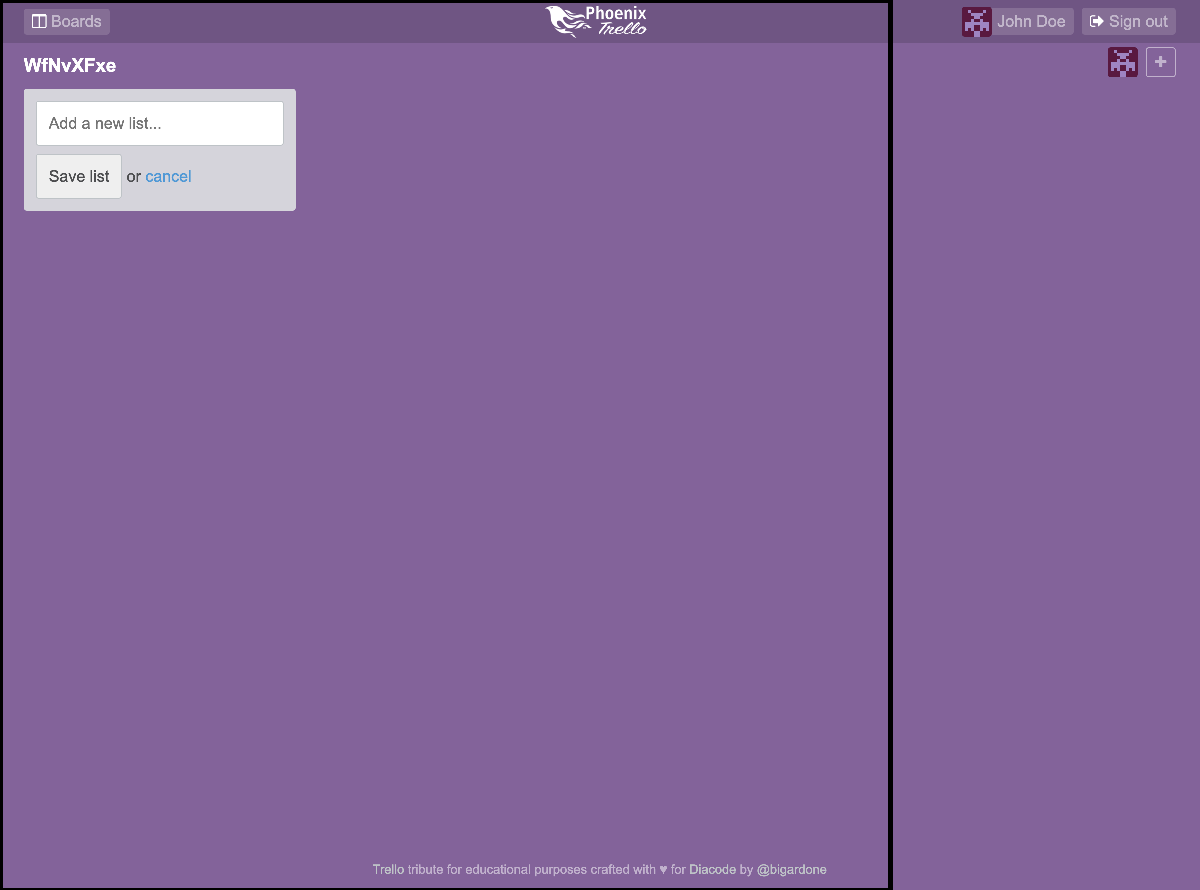 Boards
Phoenix
Trello
John Doe
Sign out
WfNvXFxe
+
Add a new list...
Save list or cancel
Trello tribute for educational purposes crafted with ♥ for Diacode by @bigardone